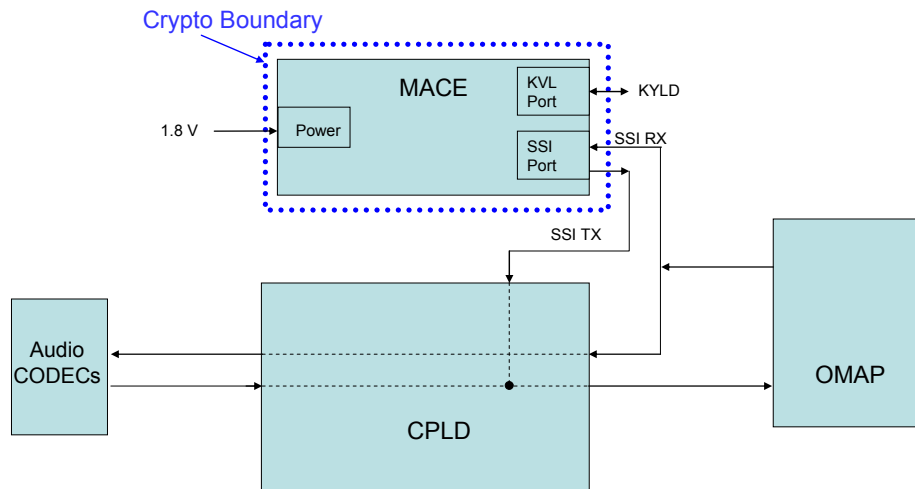 Crypto Boundary
MACE
KVL
Port
KYLD
1.8 V
Power
SSI
Port
SSI RX
SSI TX
Audio
CODECs
OMAP
CPLD